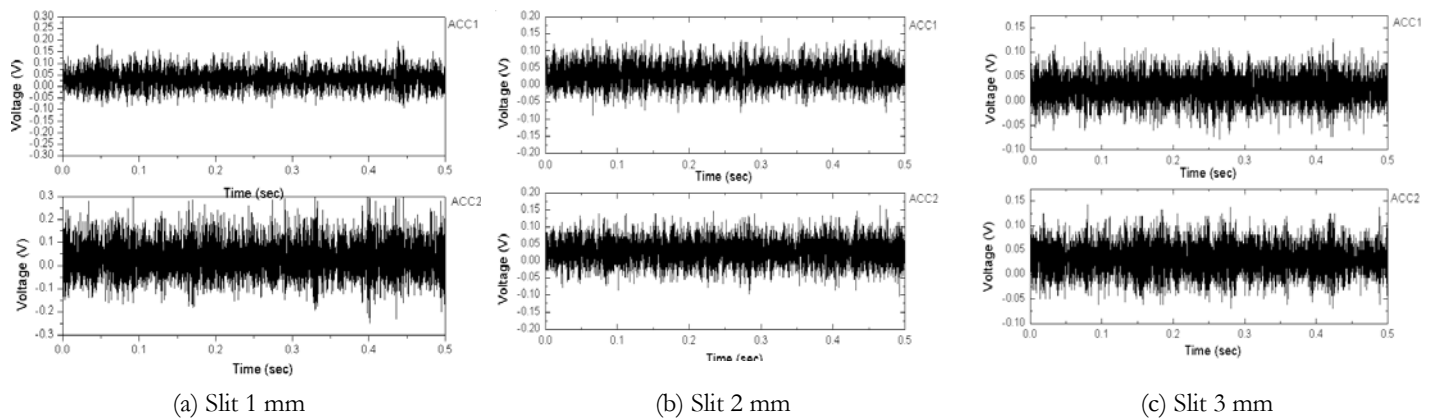 ACC1
Voltage (V)
0.30
0.25
0.20
0.15
0.10
0.05
0.00
-0.05
-0.10
-0.15
-0.20
-0.25
-0.30
0.0 0.1 0.2 0.3 0.4 0.5
Time (sec)
ACC2
Voltage (V)
0.3
0.2
0.1
0.0
-0.1
-0.2
-0.3
0.0 0.1 0.2 0.3 0.4 0.5
Time (sec)
(a) Slit 1 mm
ACC1
Voltage (V)
0.20
0.15
0.10
0.05
0.00
-0.05
-0.10
-0.15
-0.20
0.0 0.1 0.2 0.3 0.4 0.5
Time (sec)
ACC2
Voltage (V)
0.20
0.15
0.10
0.05
0.00
-0.05
-0.10
-0.15
-0.20
0.0 0.1 0.2 0.3 0.4 0.5
Time (sec)
(b) Slit 2 mm
ACC1
Voltage (V)
0.15
0.10
0.05
0.00
-0.05
-0.10
0.0 0.1 0.2 0.3 0.4 0.5
Time (sec)
ACC2
Voltage (V)
0.15
0.10
0.05
0.00
-0.05
-0.10
0.0 0.1 0.2 0.3 0.4 0.5
Time (sec)
(c) Slit 3 mm